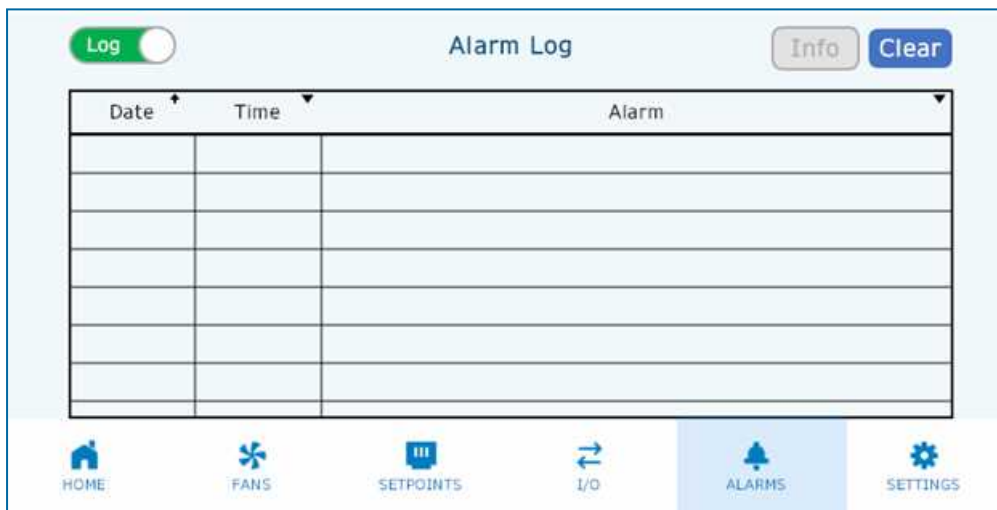 Log Alarm Log Info Clear
Date Time Alarm
HOME FANS SETPOINTS I/O ALARMS SETTINGS